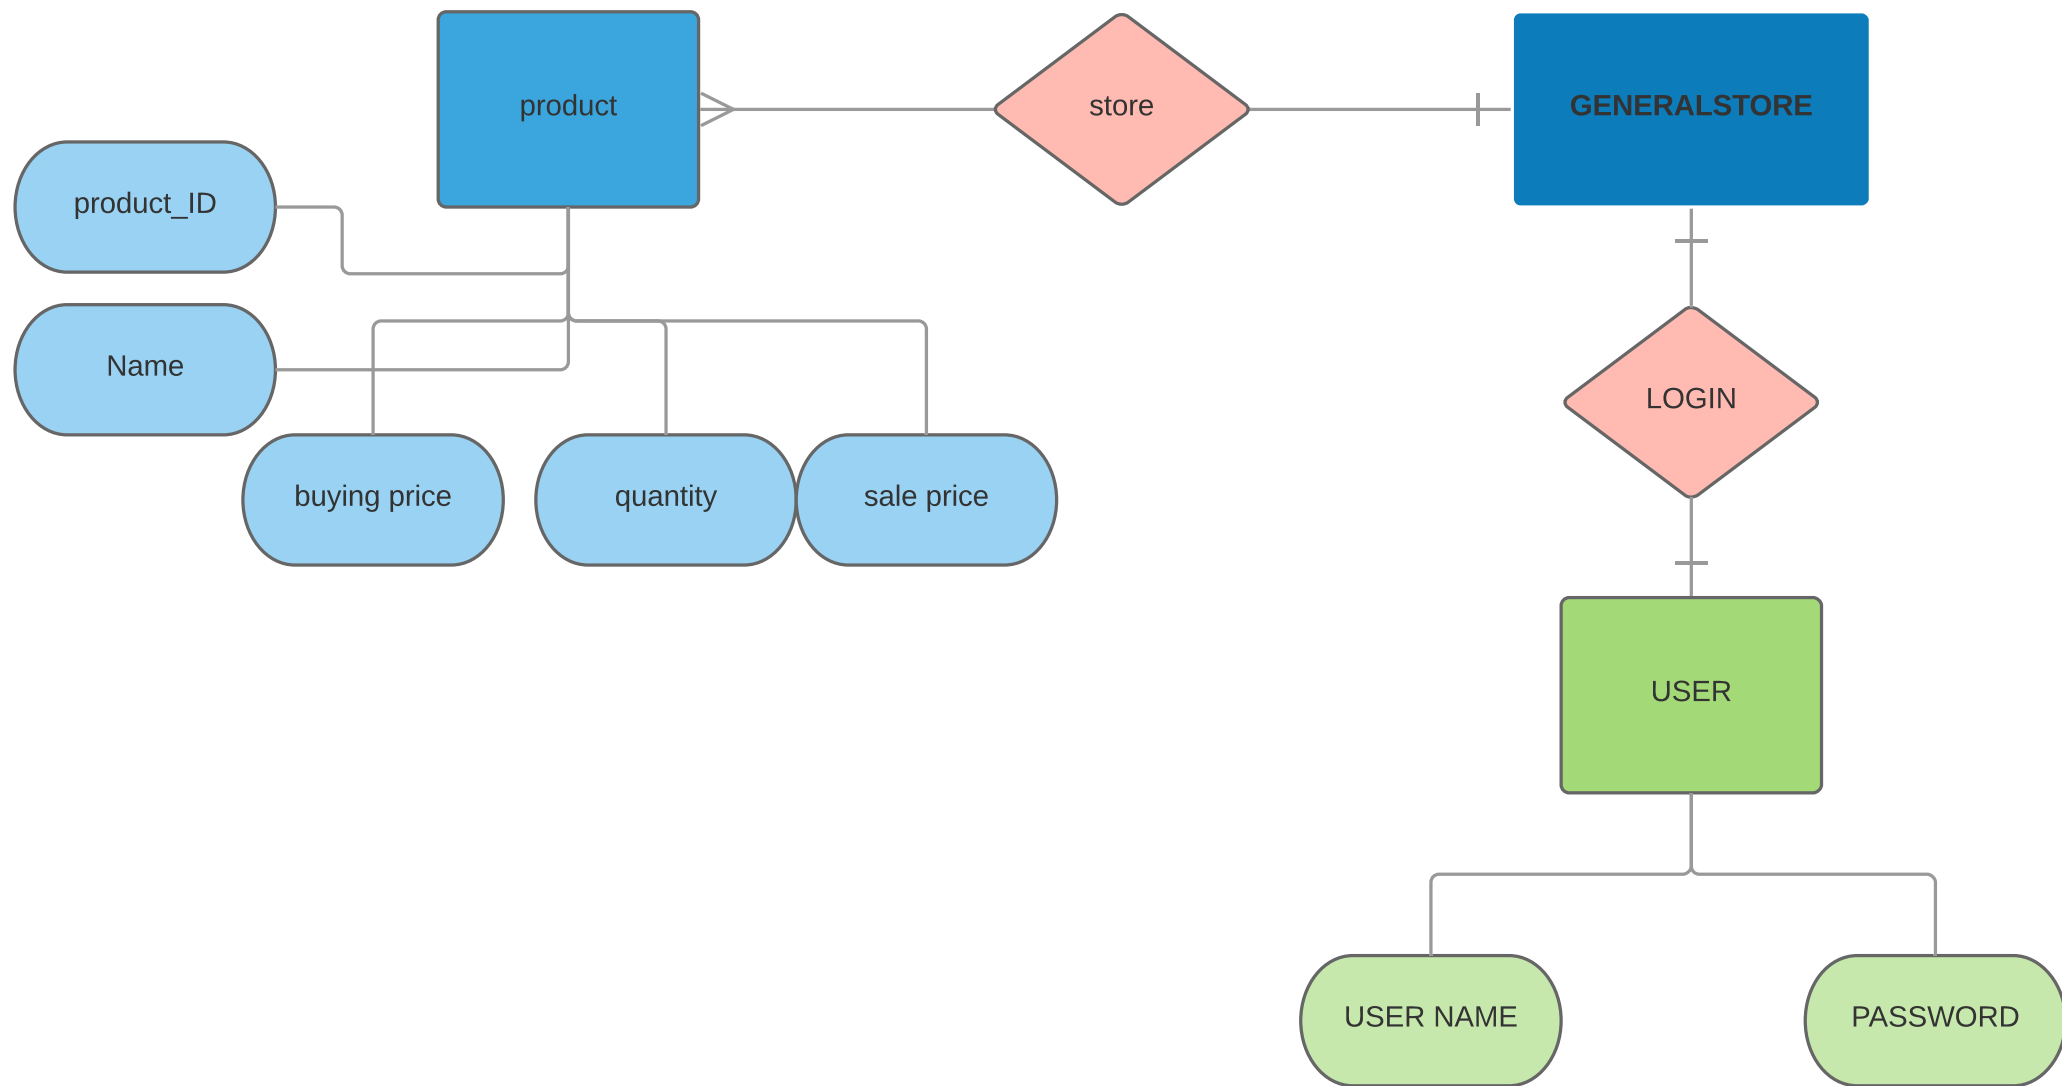 product
store
GENERALSTORE
product_ID
Name
LOGIN
buying price
quantity
sale price
USER
USER NAME
PASSWORD